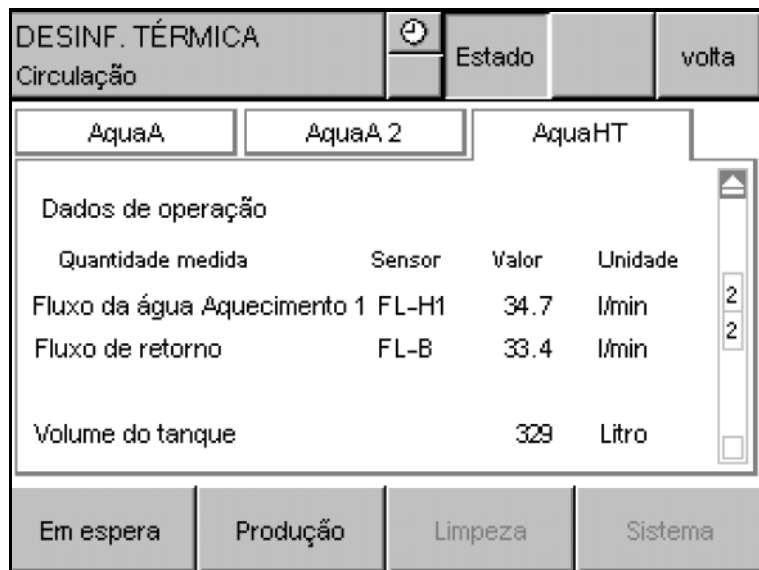 DESINF. TÉRMICA
Circulação
Estado
volta
AquaA
AquaA 2
AquaHT
Dados de operação
Quantidade medida Sensor Valor Unidade
Fluxo da água Aquecimento 1 FL-H1 34.7 l/min
Fluxo de retorno FL-B 33.4 l/min
2
2
Volume do tanque 329 Litro
Em espera
Produção
Limpeza
Sistema